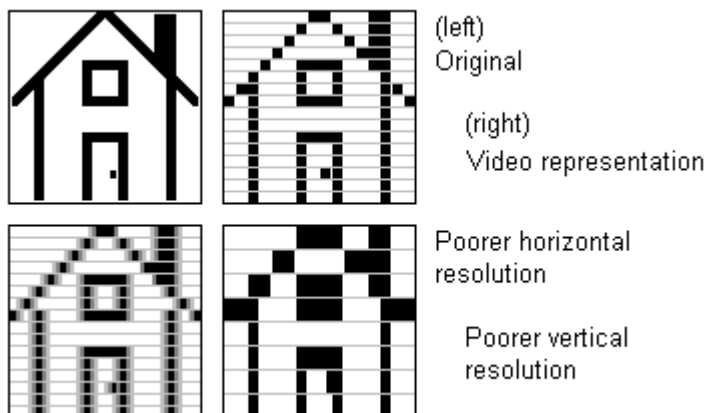 (left)
Original
(right)
Video representation
Poorer horizontal
resolution
Poorer vertical
resolution